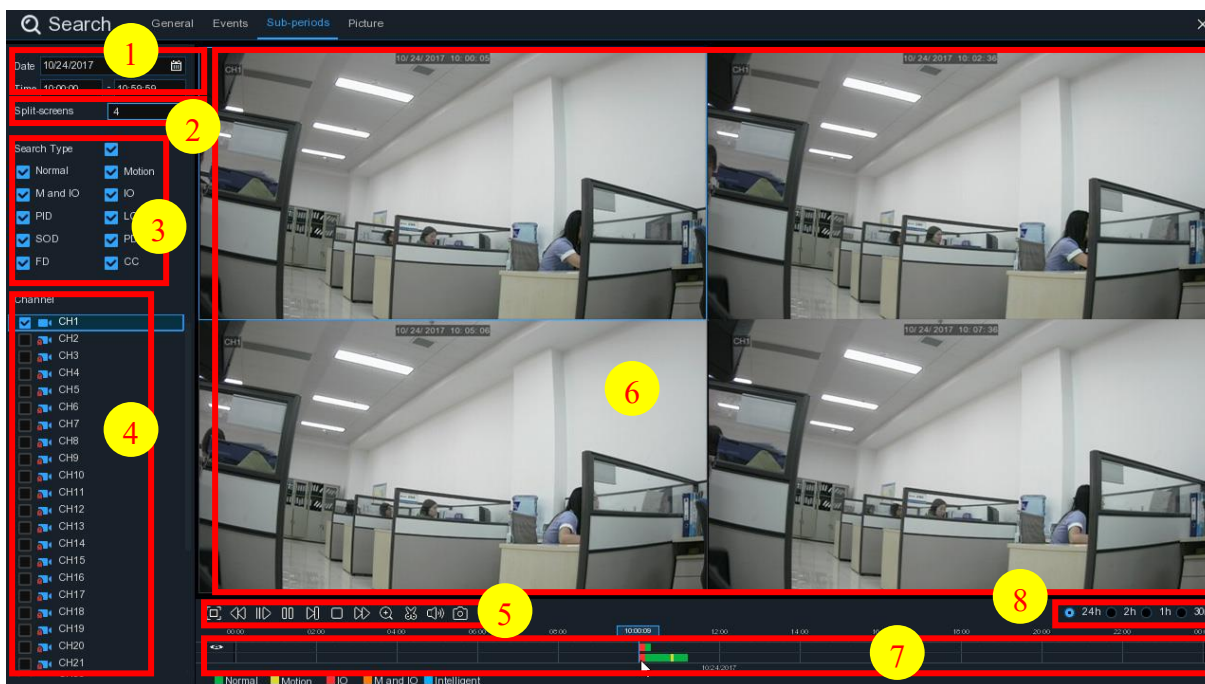 Search General Events Sub-periods Picture
1
Date 10/24/2017
Time 10:00:00 - 10:59:59
Split-screens 4
2
Search Type
Normal Motion
M and IO IO
PID
SOD
FD CC
3
Channel
CH1
CH2
CH3
CH4
CH5
CH6
CH7
CH8
CH9
CH10
CH11
CH12
CH13
CH14
CH15
CH16
CH17
CH18
CH19
CH20
CH21
4
10/ 24/ 2017 10: 00: 05
CH1
10/ 24/ 2017 10: 02: 36
CH1
10/ 24/ 2017 10: 05: 06
CH1
10/ 24/ 2017 10: 07: 36
CH1
6
5
8
24h 2h 1h 30
00:00 02:00 04:00 06:00 08:00 10:00:09 12:00 14:00 18:00 20:00 22:00
7
10/24/2017
Normal Motion IO M and IO Intelligent